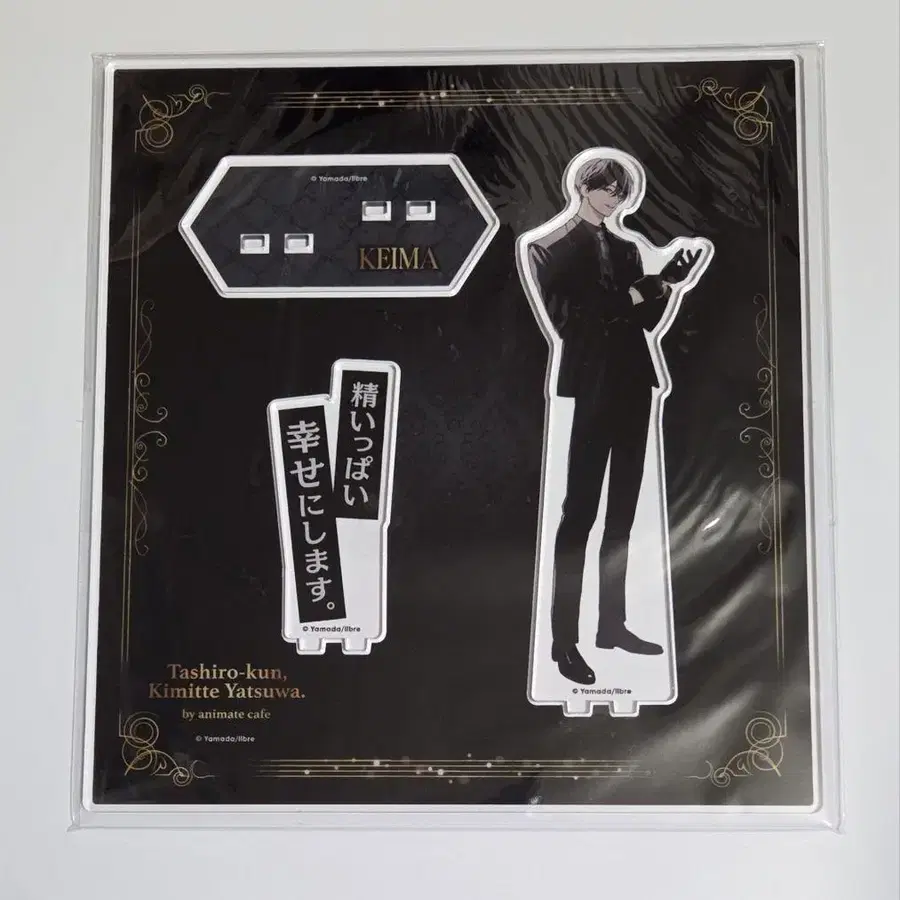 © Yamada/libre
KEIMA
精いっぱい
幸せにします。
© Yamada/libre
© Yamada/libre
Tashiro-kun,
Kimitte Yatsuwa.
by animate cafe
© Yamada/libre